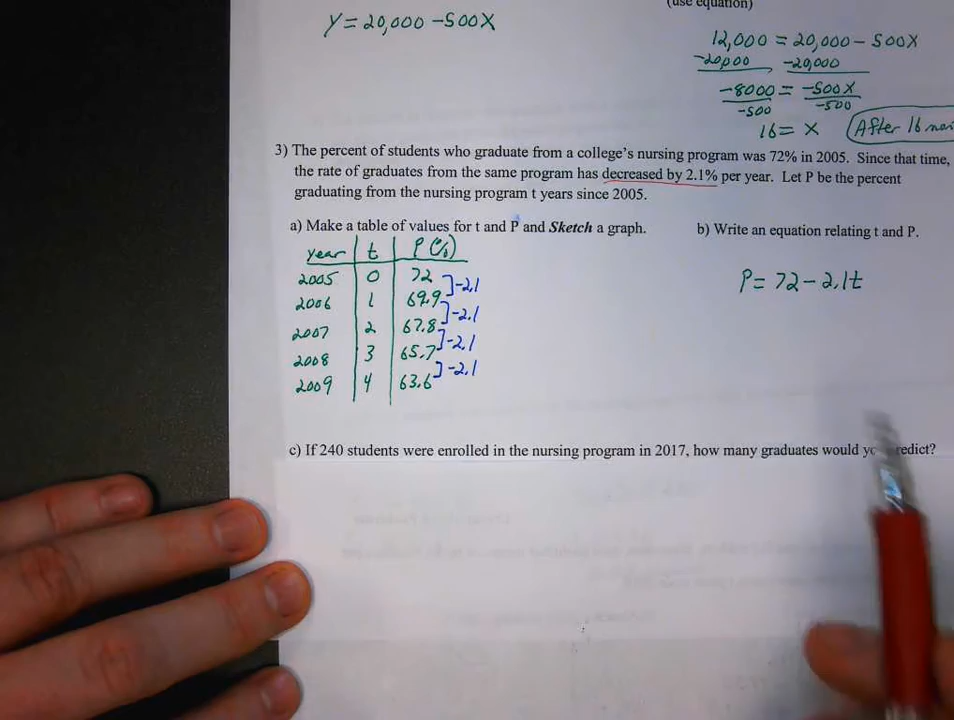 (use equation)
y = 20,000 - 500x
12,000 = 20,000 - 500x
-20,000 -20,000
-8000 = -500x
-500 -500
16 = x (After 16
3) The percent of students who graduate from a college's nursing program was 72% in 2005. Since that time,
the rate of graduates from the same program has decreased by 2.1% per year. Let P be the percent
graduating from the nursing program t years since 2005.
a) Make a table of values for t and P and Sketch a graph.
b) Write an equation relating t and P.
year t P (%)
2005 0 72
]-2.1
2006 1 69.9
]-2.1
2007 2 67.8
]-2.1
2008 3 65.7
]-2.1
2009 4 63.6
P = 72 - 2.1t
c) If 240 students were enrolled in the nursing program in 2017, how many graduates would redict?